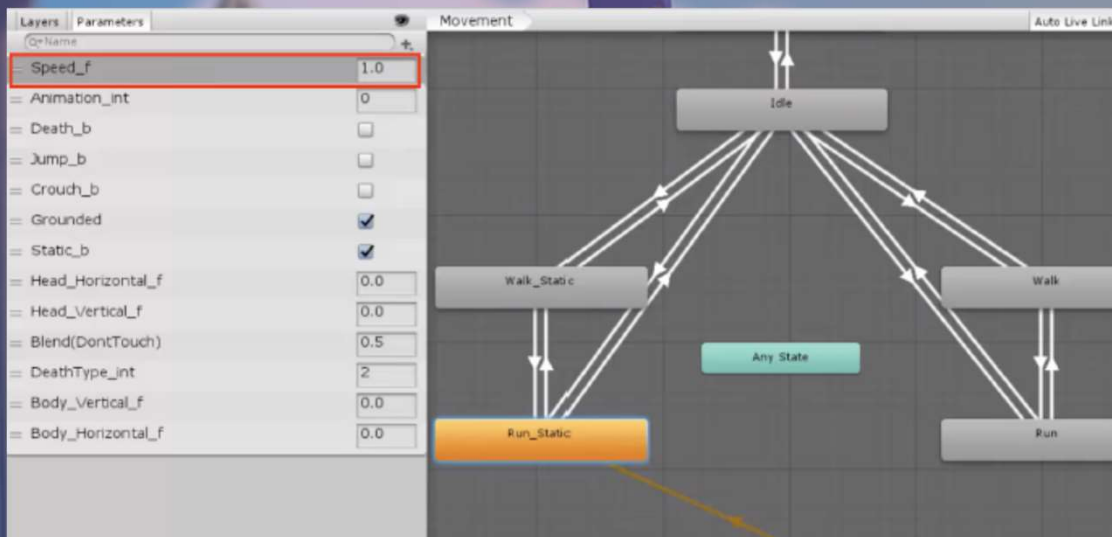 Layers Parameters
Movement
Auto Live Link
Name
Speed_f 1.0
Animation_int 0
Death_b
Jump_b
Crouch_b
Grounded
Static_b
Head_Horizontal_f 0.0
Head_Vertical_f 0.0
Blend(DontTouch) 0.5
DeathType_int 2
Body_Vertical_f 0.0
Body_Horizontal_f 0.0
Idle
Walk_Static
Walk
Any State
Run_Static
Run